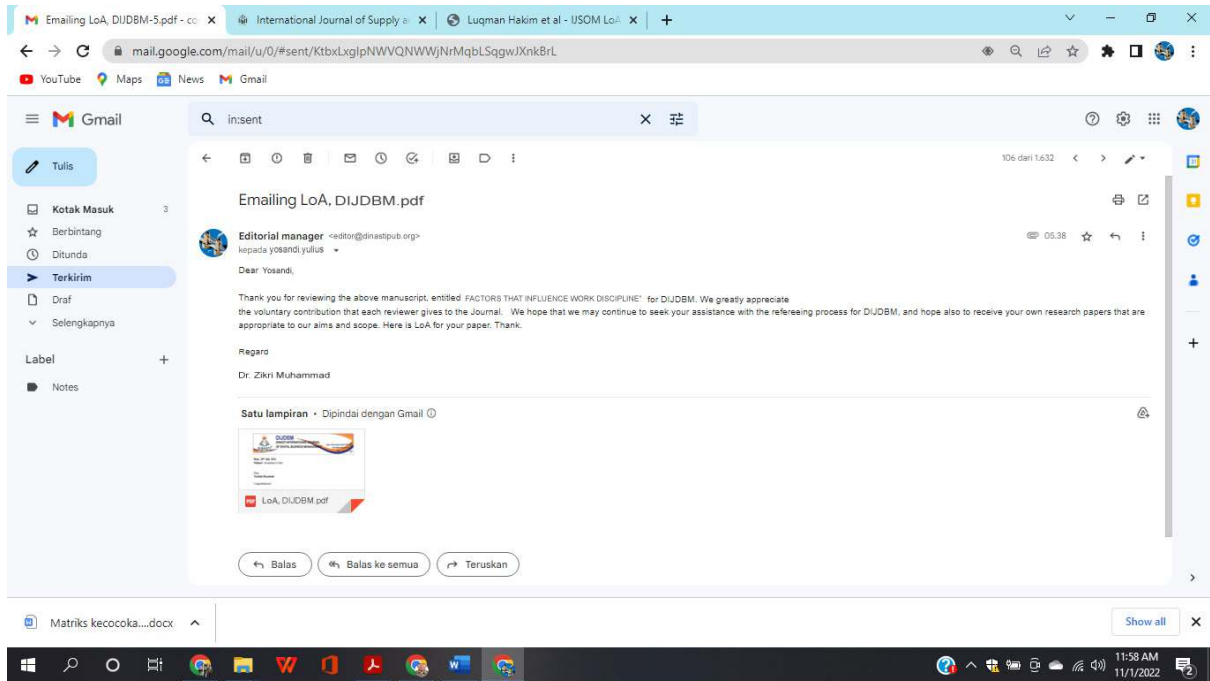 Emailing LoA, DIJDBM-5.pdf - co
International Journal of Supply a
Luqman Hakim et al - IJSOM LoA
mail.google.com/mail/u/0/#sent/KtbxLxglpNWVQNWWjNrMqbLSqgwJXnkBrL
YouTube Maps News Gmail
Gmail
in:sent
Tulis
106 dari 1.632
Kotak Masuk 3
Berbintang
Ditunda
Terkirim
Draf
Selengkapnya
Label
Notes
Emailing LoA, DIJDBM.pdf
Editorial manager <editor@dinastipub.org>
05.38
kepada yosandi.yulius
Dear Yosandi,
Thank you for reviewing the above manuscript, entitled FACTORS THAT INFLUENCE WORK DISCIPLINE" for DIJDBM. We greatly appreciate
the voluntary contribution that each reviewer gives to the Journal. We hope that we may continue to seek your assistance with the refereeing process for DIJDBM, and hope also to receive your own research papers that are
appropriate to our aims and scope. Here is LoA for your paper. Thank.
Regard
Dr. Zikri Muhammad
Satu lampiran • Dipindai dengan Gmail
DIJDBM
PDF LoA, DIJDBM.pdf
Balas
Balas ke semua
Teruskan
Matriks kecocoka....docx
Show all
11:58 AM
11/1/2022